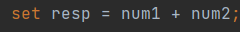 set resp = num1 + num2;